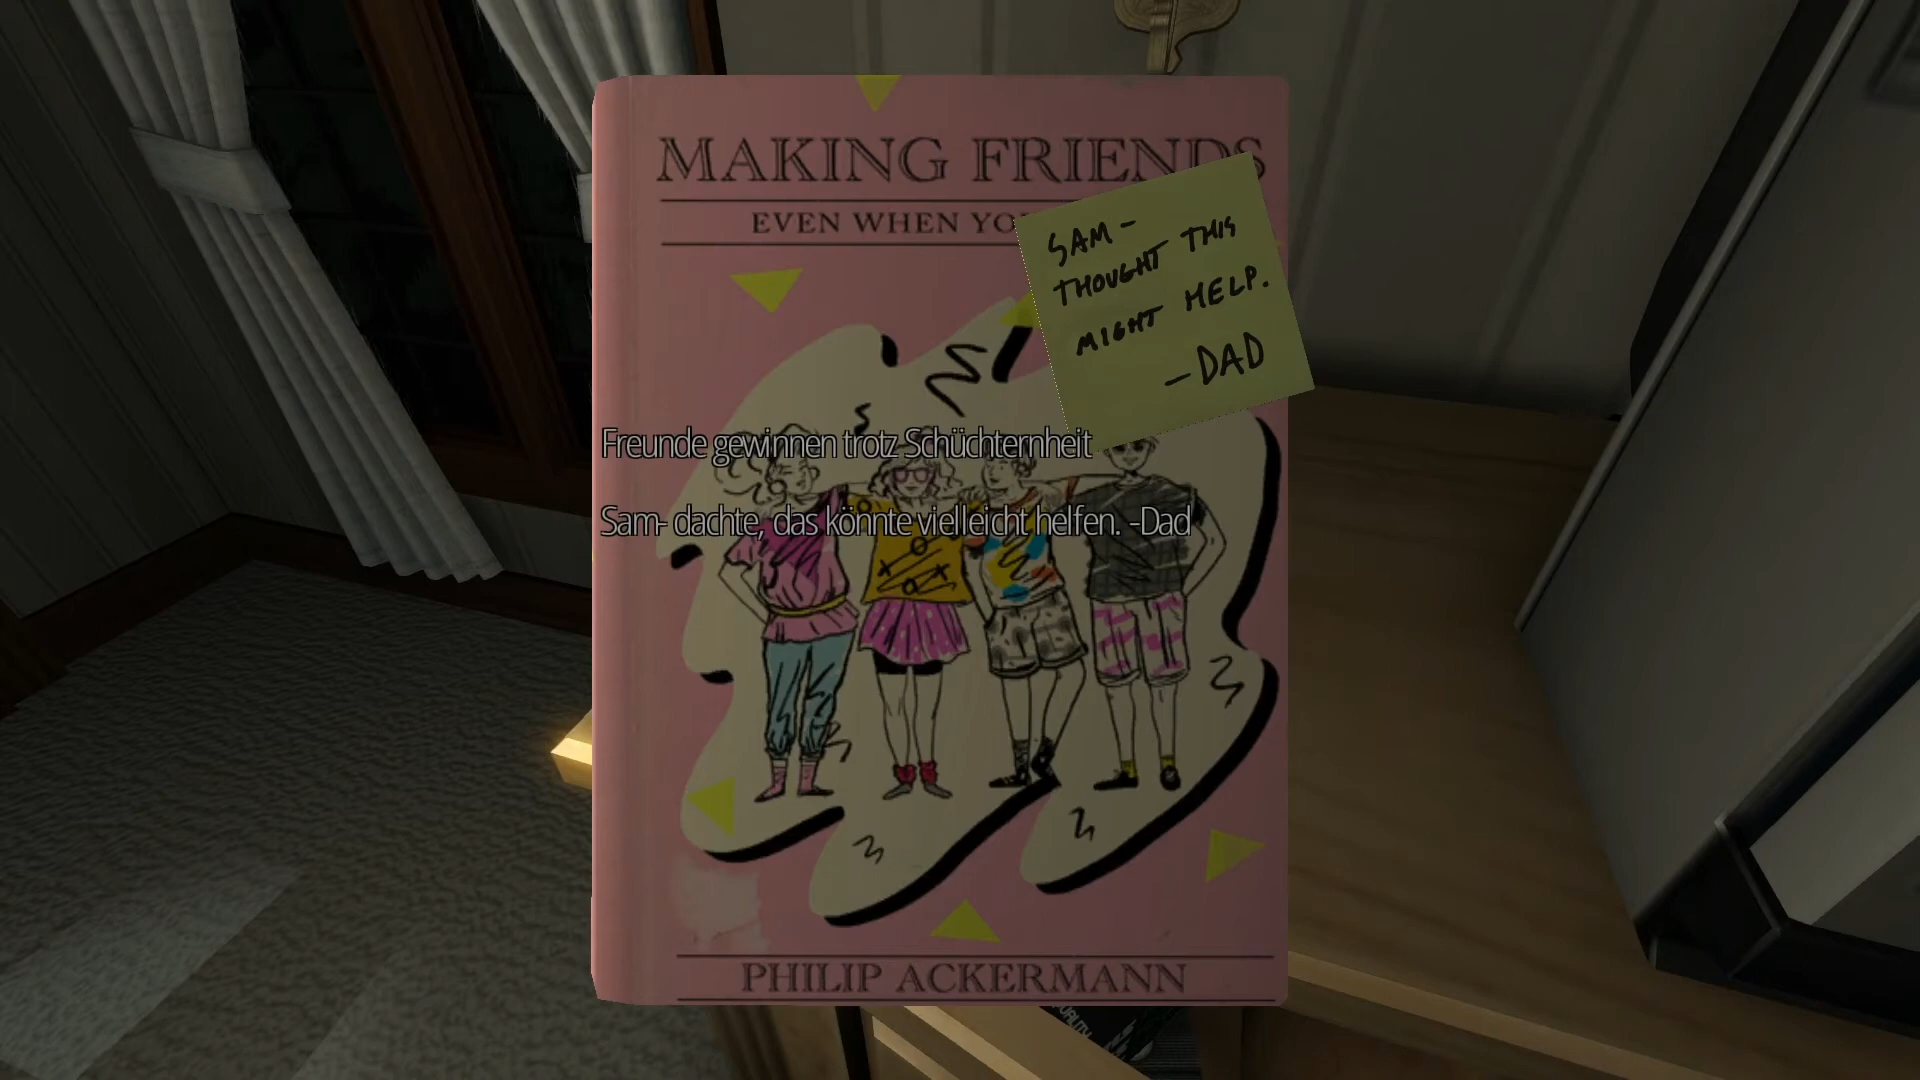 MAKING FRIENDS
EVEN WHEN
SAM -
THOUGHT THIS
MIGHT HELP.
- DAD
Freunde gewinnen trotz Schüchternheit
Sam- dachte, das könnte vielleicht helfen. -Dad
PHILIP ACKERMANN